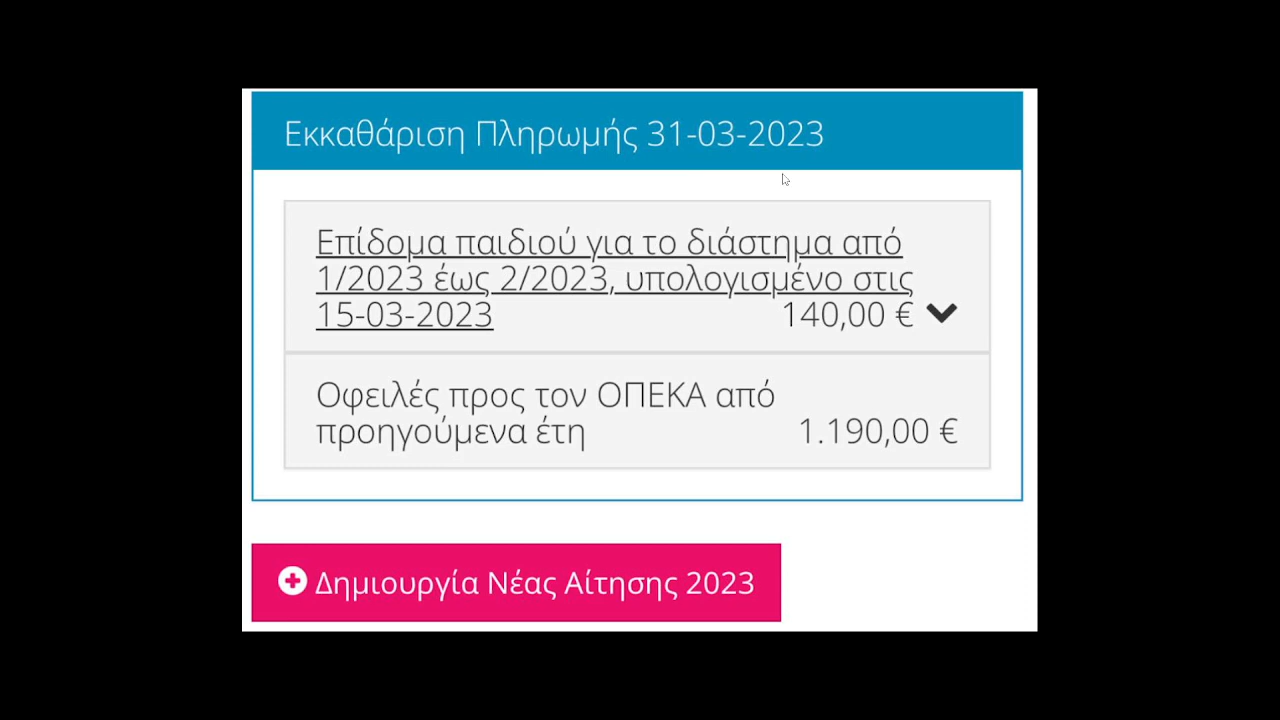 Εκκαθάριση Πληρωμής 31-03-2023
Επίδομα παιδιού για το διάστημα από
1/2023 έως 2/2023, υπολογισμένο στις
15-03-2023 140,00 €
Οφειλές προς τον ΟΠΕΚΑ από
προηγούμενα έτη 1.190,00 €
Δημιουργία Νέας Αίτησης 2023